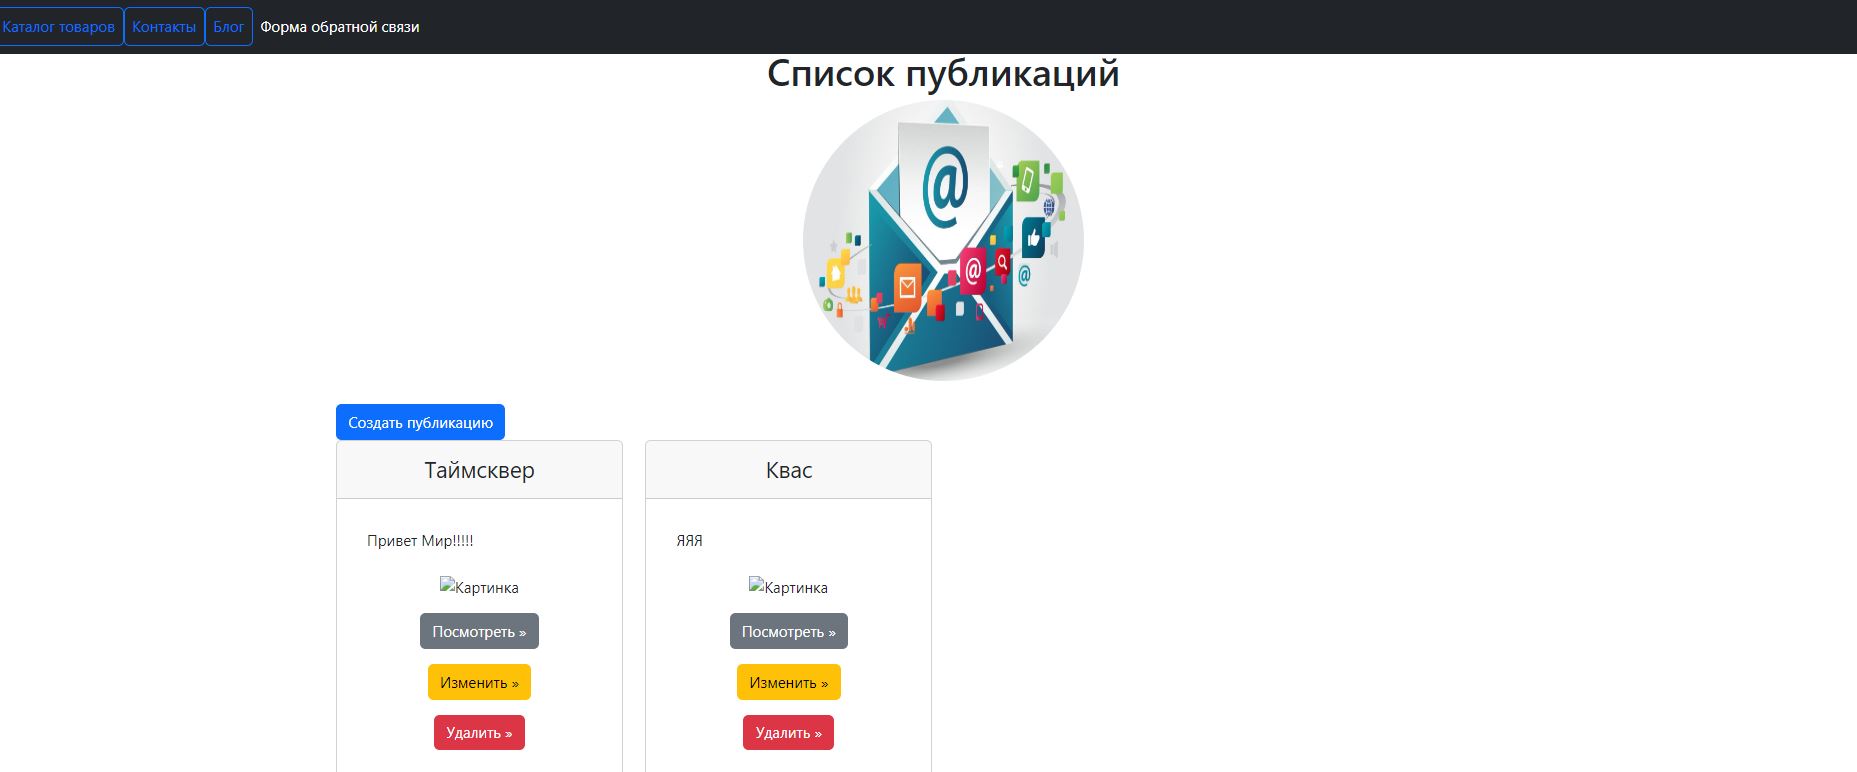 Каталог товаров Контакты Блог Форма обратной связи
Список публикаций
@
@
@
Создать публикацию
Таймсквер
Квас
Привет Мир!!!!!
ЯЯЯ
Картинка
Картинка
Посмотреть »
Посмотреть »
Изменить »
Изменить »
Удалить »
Удалить »